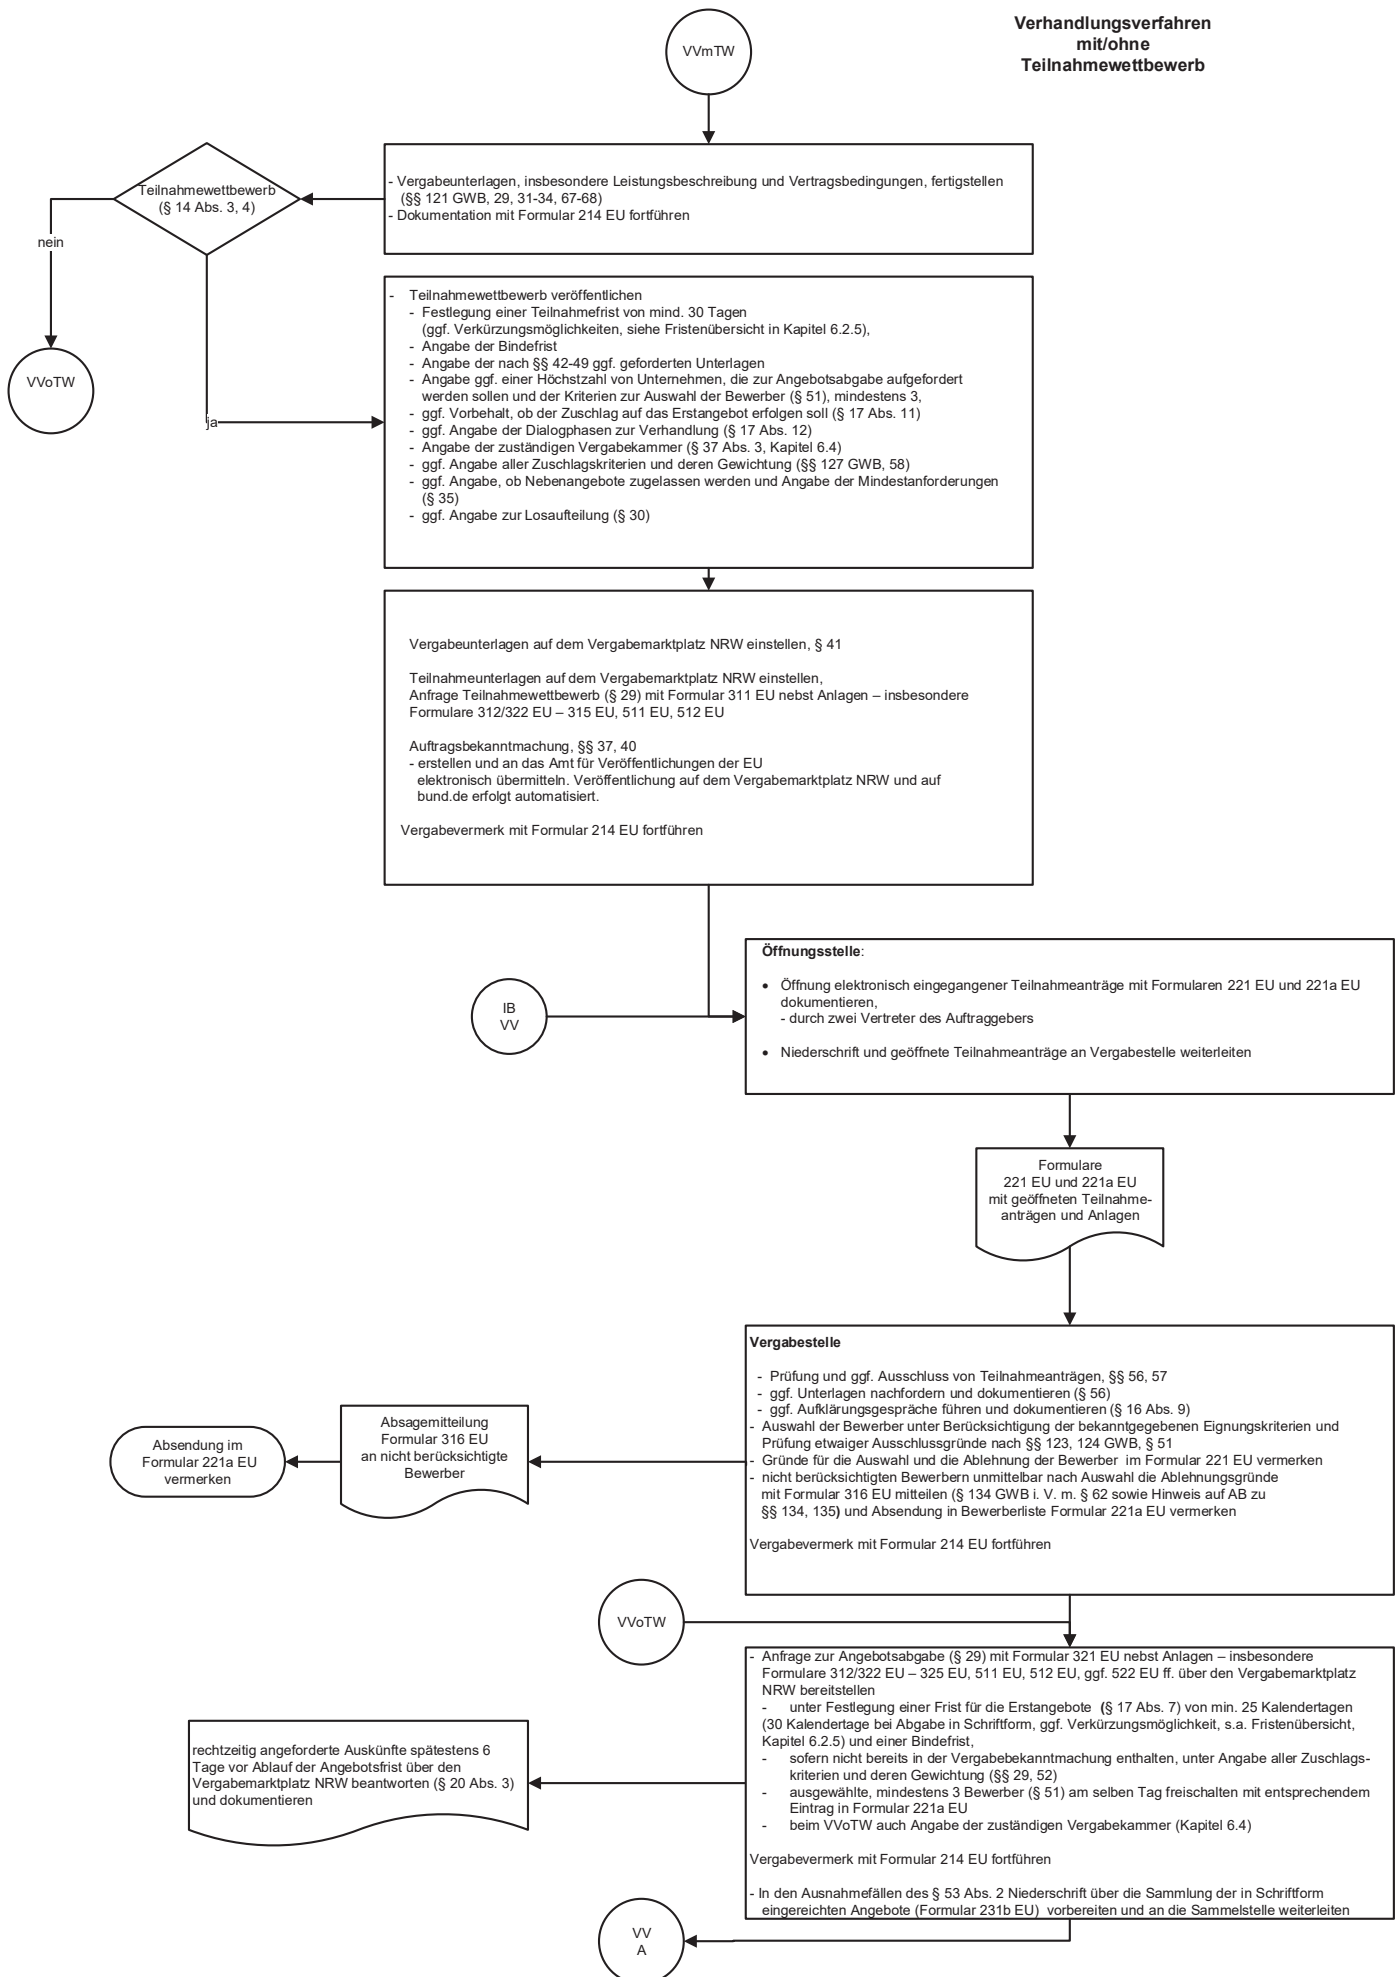 Verhandlungsverfahren
mit/ohne
Teilnahmewettbewerb
VVmTW
Teilnahmewettbewerb
(§ 14 Abs. 3, 4)
- Vergabeunterlagen, insbesondere Leistungsbeschreibung und Vertragsbedingungen, fertigstellen
(§§ 121 GWB, 29, 31-34, 67-68)
- Dokumentation mit Formular 214 EU fortführen
nein
VVoTW
ja
- Teilnahmewettbewerb veröffentlichen
- Festlegung einer Teilnahmefrist von mind. 30 Tagen
(ggf. Verkürzungsmöglichkeiten, siehe Fristenübersicht in Kapitel 6.2.5),
- Angabe der Bindefrist
- Angabe der nach §§ 42-49 ggf. geforderten Unterlagen
- Angabe ggf. einer Höchstzahl von Unternehmen, die zur Angebotsabgabe aufgefordert
werden sollen und der Kriterien zur Auswahl der Bewerber (§ 51), mindestens 3,
- ggf. Vorbehalt, ob der Zuschlag auf das Erstangebot erfolgen soll (§ 17 Abs. 11)
- ggf. Angabe der Dialogphasen zur Verhandlung (§ 17 Abs. 12)
- Angabe der zuständigen Vergabekammer (§ 37 Abs. 3, Kapitel 6.4)
- ggf. Angabe aller Zuschlagskriterien und deren Gewichtung (§§ 127 GWB, 58)
- ggf. Angabe, ob Nebenangebote zugelassen werden und Angabe der Mindestanforderungen
(§ 35)
- ggf. Angabe zur Losaufteilung (§ 30)
Vergabeunterlagen auf dem Vergabemarktplatz NRW einstellen, § 41
Teilnahmeunterlagen auf dem Vergabemarktplatz NRW einstellen,
Anfrage Teilnahmewettbewerb (§ 29) mit Formular 311 EU nebst Anlagen – insbesondere
Formulare 312/322 EU – 315 EU, 511 EU, 512 EU
Auftragsbekanntmachung, §§ 37, 40
- erstellen und an das Amt für Veröffentlichungen der EU
elektronisch übermitteln. Veröffentlichung auf dem Vergabemarktplatz NRW und auf
bund.de erfolgt automatisiert.
Vergabevermerk mit Formular 214 EU fortführen
IB
VV
Öffnungsstelle:
• Öffnung elektronisch eingegangener Teilnahmeanträge mit Formularen 221 EU und 221a EU
dokumentieren,
- durch zwei Vertreter des Auftraggebers
• Niederschrift und geöffnete Teilnahmeanträge an Vergabestelle weiterleiten
Formulare
221 EU und 221a EU
mit geöffneten Teilnahme-
anträgen und Anlagen
Vergabestelle
- Prüfung und ggf. Ausschluss von Teilnahmeanträgen, §§ 56, 57
- ggf. Unterlagen nachfordern und dokumentieren (§ 56)
- ggf. Aufklärungsgespräche führen und dokumentieren (§ 16 Abs. 9)
- Auswahl der Bewerber unter Berücksichtigung der bekanntgegebenen Eignungskriterien und
Prüfung etwaiger Ausschlussgründe nach §§ 123, 124 GWB, § 51
- Gründe für die Auswahl und die Ablehnung der Bewerber im Formular 221 EU vermerken
- nicht berücksichtigten Bewerbern unmittelbar nach Auswahl die Ablehnungsgründe
mit Formular 316 EU mitteilen (§ 134 GWB i. V. m. § 62 sowie Hinweis auf AB zu
§§ 134, 135) und Absendung in Bewerberliste Formular 221a EU vermerken
Vergabevermerk mit Formular 214 EU fortführen
Absagemitteilung
Formular 316 EU
an nicht berücksichtigte
Bewerber
Absendung im
Formular 221a EU
vermerken
VVoTW
- Anfrage zur Angebotsabgabe (§ 29) mit Formular 321 EU nebst Anlagen – insbesondere
Formulare 312/322 EU – 325 EU, 511 EU, 512 EU, ggf. 522 EU ff. über den Vergabemarktplatz
NRW bereitstellen
- unter Festlegung einer Frist für die Erstangebote (§ 17 Abs. 7) von min. 25 Kalendertagen
(30 Kalendertage bei Abgabe in Schriftform, ggf. Verkürzungsmöglichkeit, s.a. Fristenübersicht,
Kapitel 6.2.5) und einer Bindefrist,
- sofern nicht bereits in der Vergabebekanntmachung enthalten, unter Angabe aller Zuschlags-
kriterien und deren Gewichtung (§§ 29, 52)
- ausgewählte, mindestens 3 Bewerber (§ 51) am selben Tag freischalten mit entsprechendem
Eintrag in Formular 221a EU
- beim VVoTW auch Angabe der zuständigen Vergabekammer (Kapitel 6.4)
Vergabevermerk mit Formular 214 EU fortführen
- In den Ausnahmefällen des § 53 Abs. 2 Niederschrift über die Sammlung der in Schriftform
eingereichten Angebote (Formular 231b EU) vorbereiten und an die Sammelstelle weiterleiten
rechtzeitig angeforderte Auskünfte spätestens 6
Tage vor Ablauf der Angebotsfrist über den
Vergabemarktplatz NRW beantworten (§ 20 Abs. 3)
und dokumentieren
VV
A